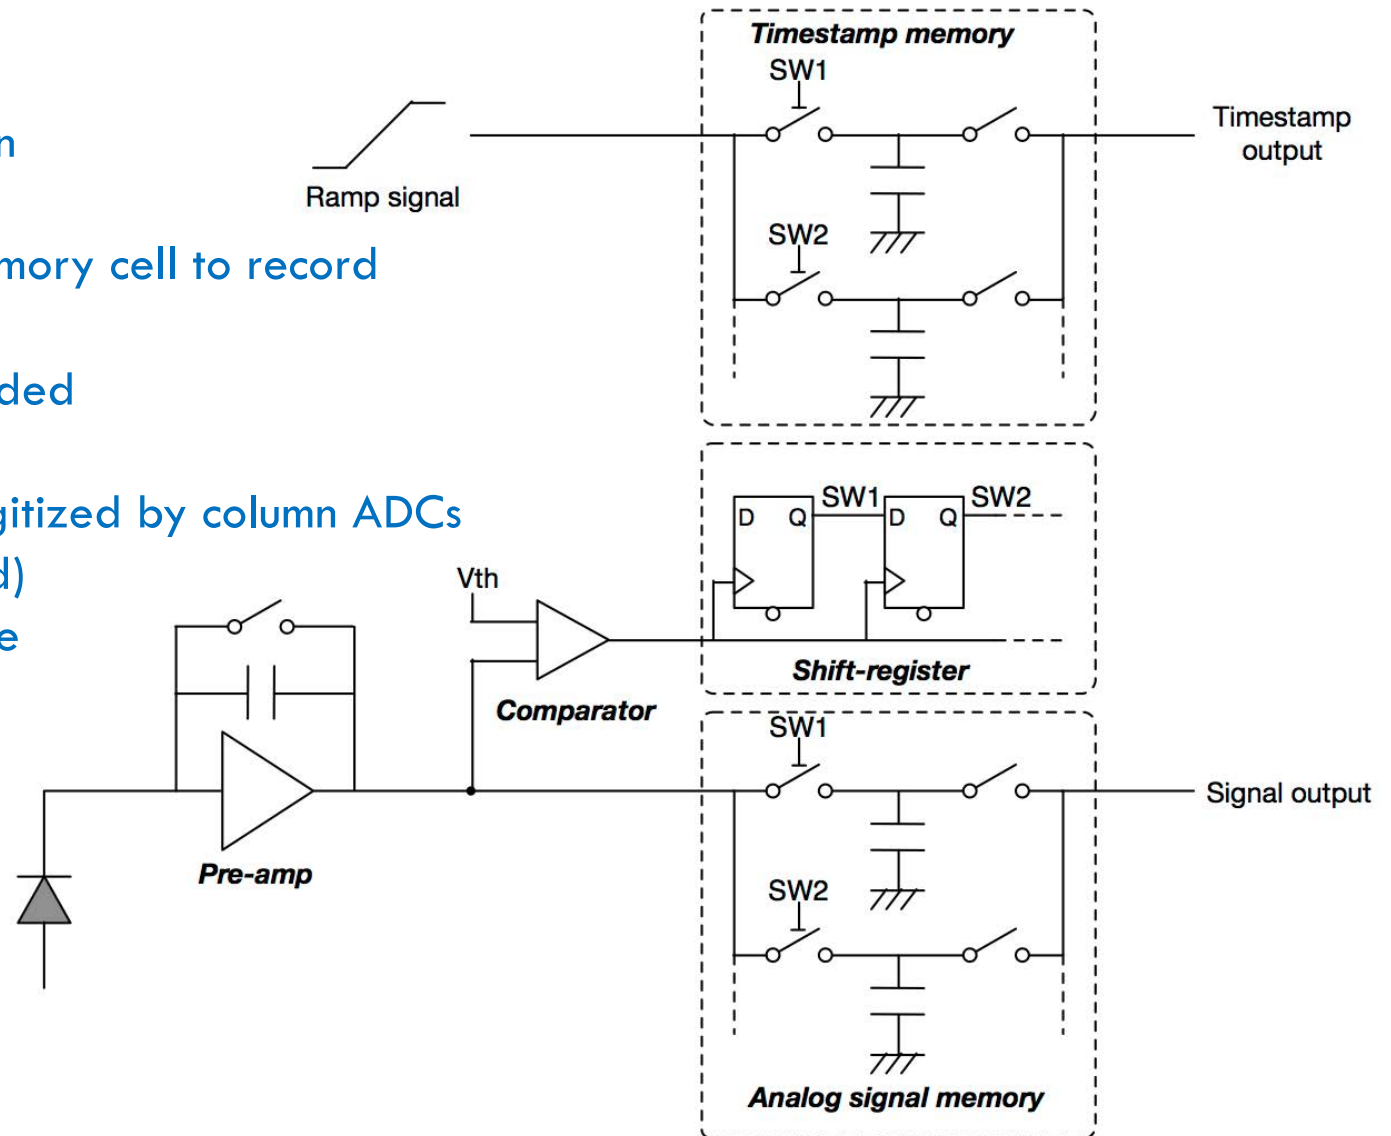 n
mory cell to record
ded
gitized by column ADCs
d)
e
Timestamp memory
SW1
Ramp signal
Timestamp
output
SW2
SW1
SW2
D Q
D Q
Shift-register
Vth
Comparator
Pre-amp
SW1
Signal output
SW2
Analog signal memory